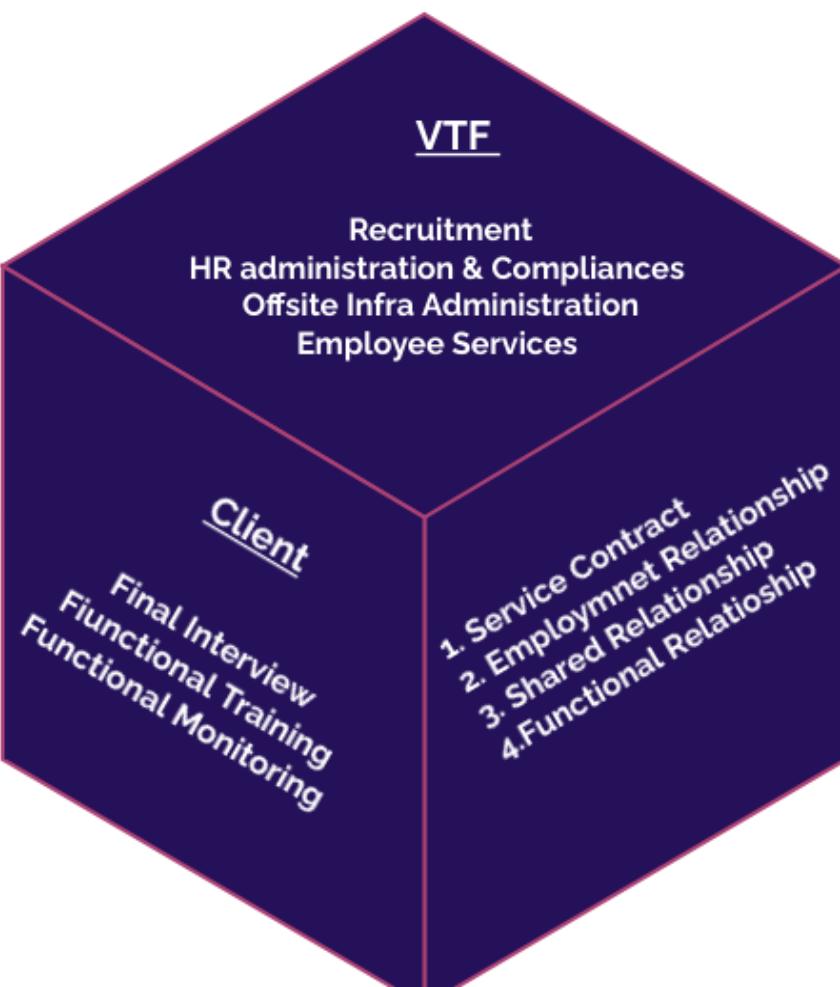 VTF
Recruitment
HR administration & Compliances
Offsite Infra Administration
Employee Services
Client
Final Interview
Fiunctional Training
Functional Monitoring
1. Service Contract
2. Employmnet Relationship
3. Shared Relationship
4.Functional Relatioship